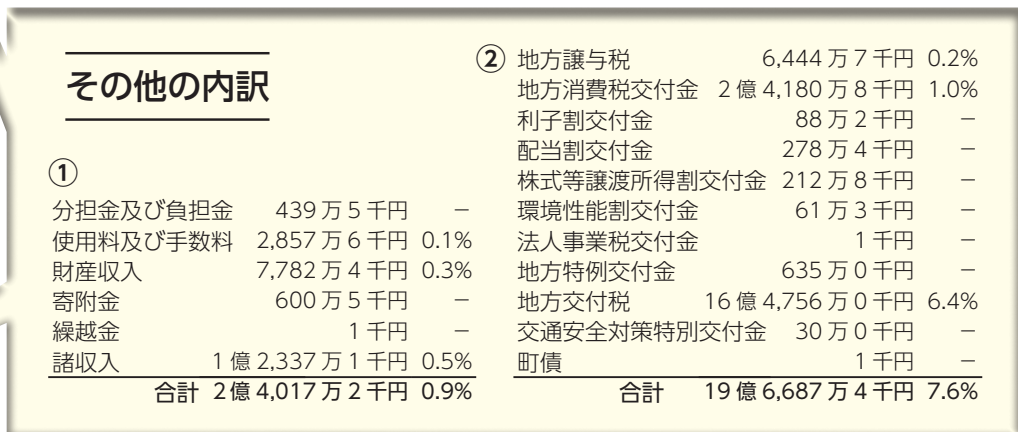 その他の内訳
①
分担金及び負担金 439万5千円 －
使用料及び手数料 2,857万6千円 0.1%
財産収入 7,782万4千円 0.3%
寄附金 600万5千円 －
繰越金 1千円 －
諸収入 1億2,337万1千円 0.5%
合計 2億4,017万2千円 0.9%
② 地方譲与税 6,444万7千円 0.2%
地方消費税交付金 2億4,180万8千円 1.0%
利子割交付金 88万2千円 －
配当割交付金 278万4千円 －
株式等譲渡所得割交付金 212万8千円 －
環境性能割交付金 61万3千円 －
法人事業税交付金 1千円 －
地方特例交付金 635万0千円 －
地方交付税 16億4,756万0千円 6.4%
交通安全対策特別交付金 30万0千円 －
町債 1千円 －
合計 19億6,687万4千円 7.6%